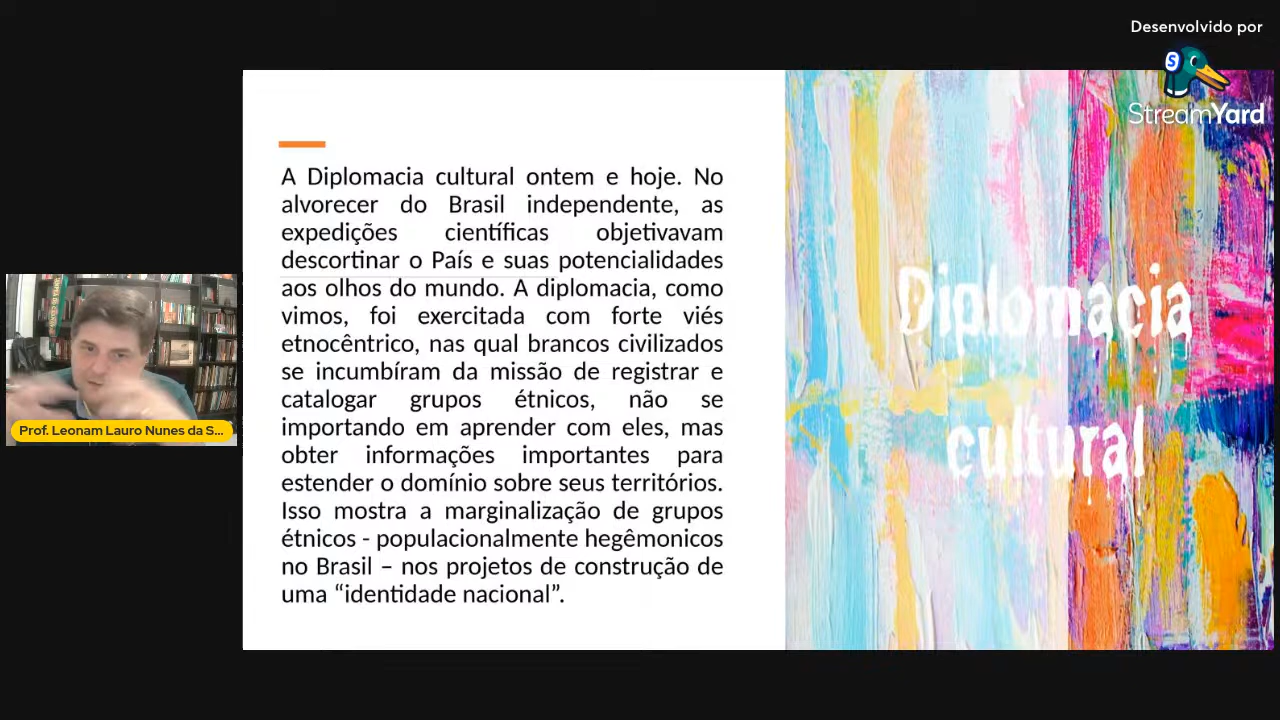 Desenvolvido por
StreamYard
A Diplomacia cultural ontem e hoje. No
alvorecer do Brasil independente, as
expedições científicas objetivavam
descortinar o País e suas potencialidades
aos olhos do mundo. A diplomacia, como
vimos, foi exercitada com forte viés
etnocêntrico, nas qual brancos civilizados
se incumbíram da missão de registrar e
catalogar grupos étnicos, não se
importando em aprender com eles, mas
obter informações importantes para
estender o domínio sobre seus territórios.
Isso mostra a marginalização de grupos
étnicos - populacionalmente hegêmonicos
no Brasil – nos projetos de construção de
uma “identidade nacional”.
Diplomacia
cultural
Prof. Leonam Lauro Nunes da S...